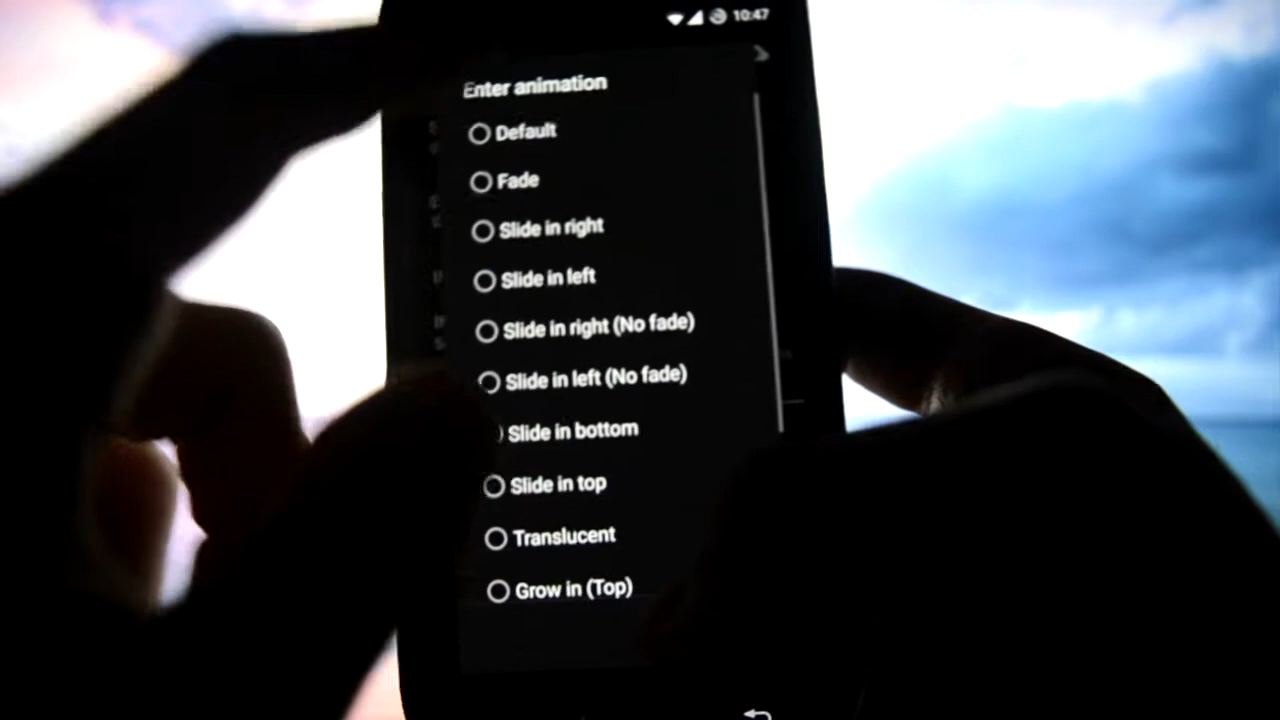 10:47
Enter animation
Default
Fade
Slide in right
Slide in left
Slide in right (No fade)
Slide in left (No fade)
Slide in bottom
Slide in top
Translucent
Grow in (Top)